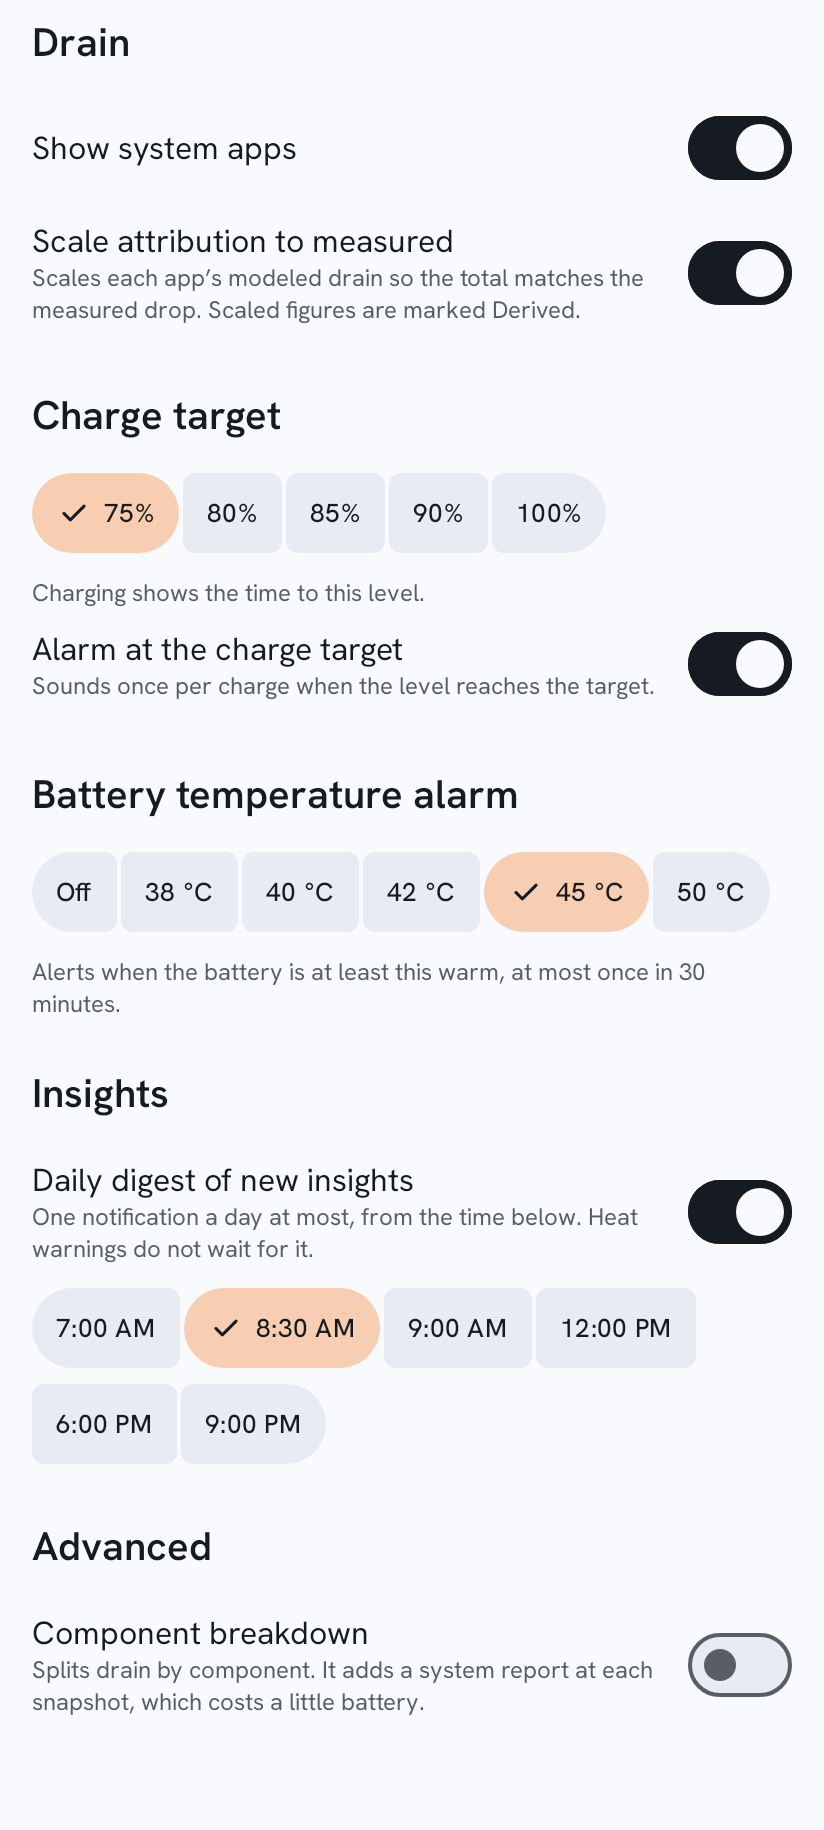 Drain
Show system apps
Scale attribution to measured
Scales each app’s modeled drain so the total matches the
measured drop. Scaled figures are marked Derived.
Charge target
75% 80% 85% 90% 100%
Charging shows the time to this level.
Alarm at the charge target
Sounds once per charge when the level reaches the target.
Battery temperature alarm
Off 38 °C 40 °C 42 °C 45 °C 50 °C
Alerts when the battery is at least this warm, at most once in 30
minutes.
Insights
Daily digest of new insights
One notification a day at most, from the time below. Heat
warnings do not wait for it.
7:00 AM 8:30 AM 9:00 AM 12:00 PM
6:00 PM 9:00 PM
Advanced
Component breakdown
Splits drain by component. It adds a system report at each
snapshot, which costs a little battery.